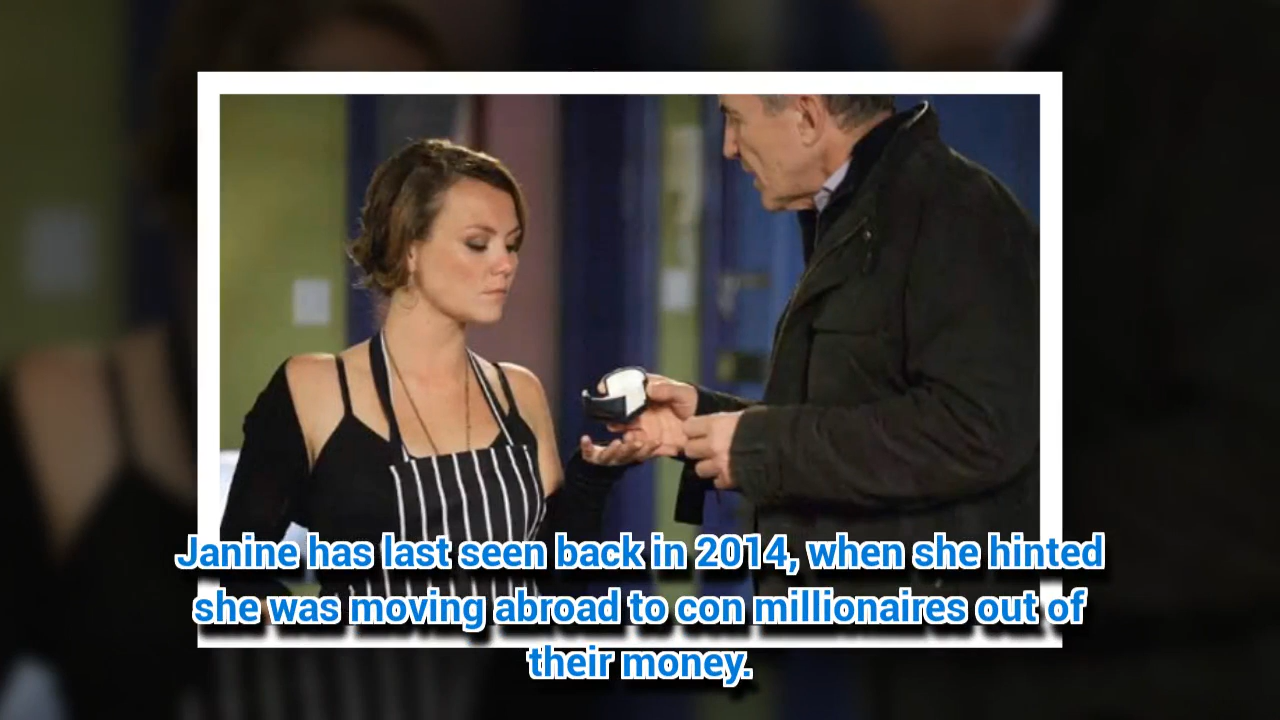 Janine has last seen back in 2014, when she hinted
she was moving abroad to con millionaires out of
their money.